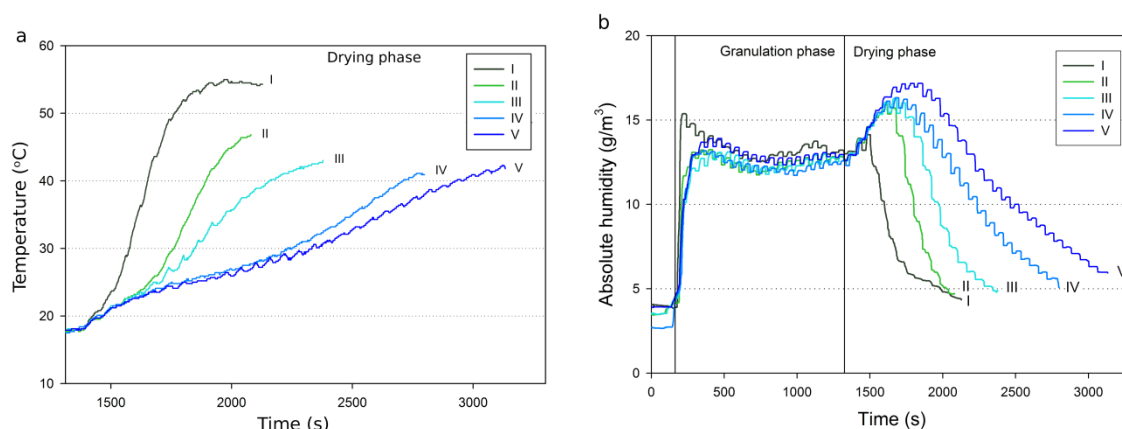 a
Temperature (°C)
60
50
40
30
20
10
1500
2000
2500
3000
Time (s)
Drying phase
I
II
III
IV
V
I
II
III
IV
V
b
Absolute humidity (g/m³)
20
15
10
5
0
0
500
1000
1500
2000
2500
3000
Time (s)
Granulation phase
Drying phase
I
II
III
IV
V
V
II
I
III
IV